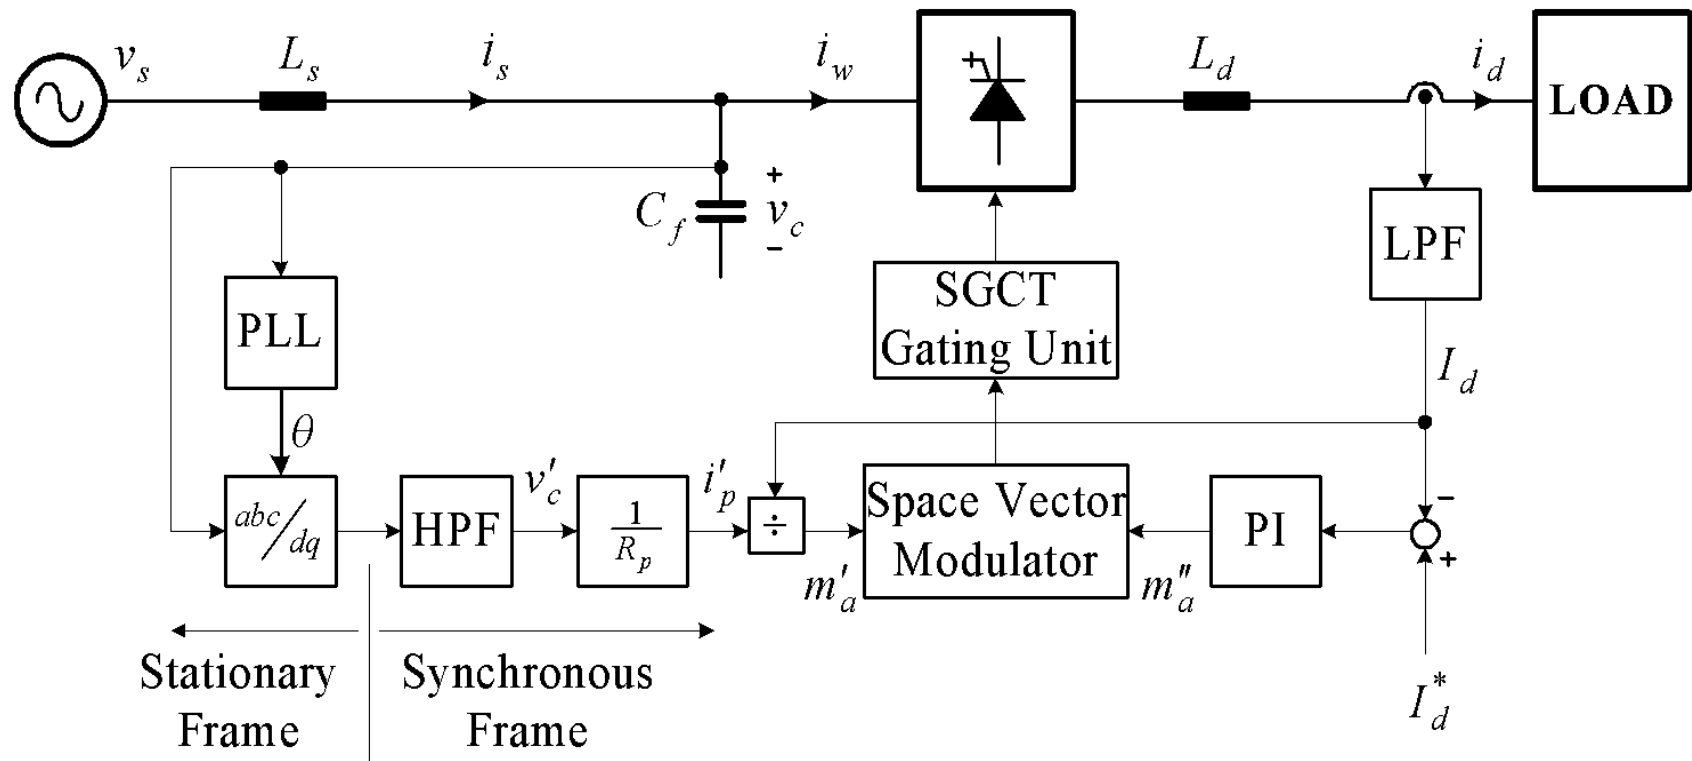 v_s
L_s
i_s
i_w
L_d
i_d
LOAD
+
C_f
v_c
−
LPF
SGCT
Gating Unit
PLL
I_d
θ
abc/dq
HPF
v'_c
1/R_p
i'_p
÷
m'_a
Space Vector
Modulator
m''_a
PI
−
+
Stationary
Frame
Synchronous
Frame
I_d^*